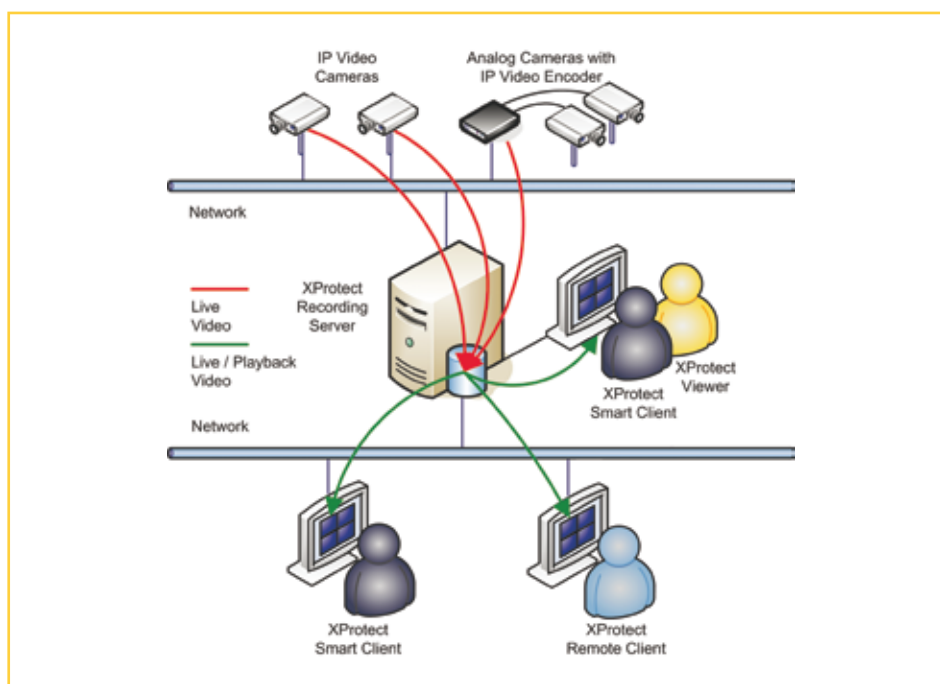 IP Video
Cameras
Analog Cameras with
IP Video Encoder
Network
XProtect
Recording
Server
Live
Video
Live / Playback
Video
XProtect
Viewer
XProtect
Smart Client
Network
XProtect
Smart Client
XProtect
Remote Client